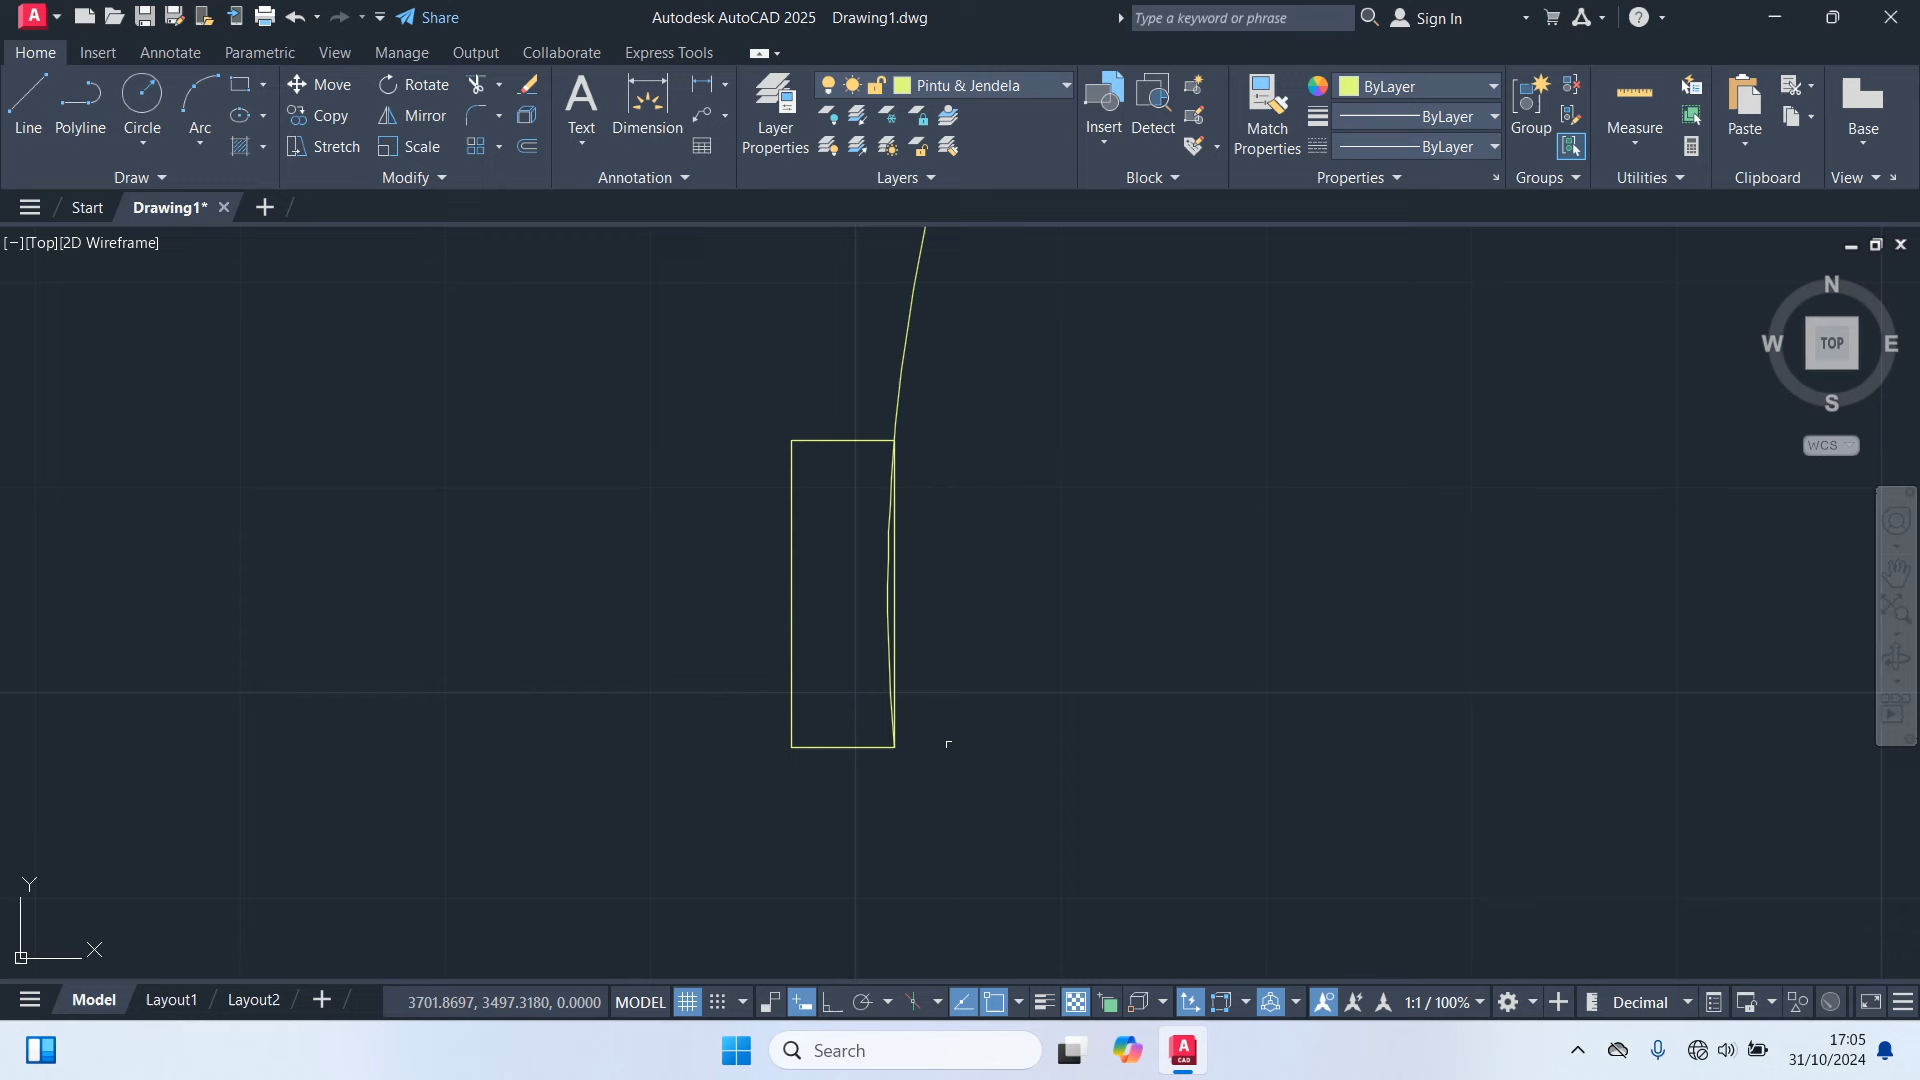 A Share Autodesk AutoCAD 2025 Drawing1.dwg Type a keyword or phrase Sign In
Home Insert Annotate Parametric View Manage Output Collaborate Express Tools
Line Polyline Circle Arc
Move Rotate
Copy Mirror
Stretch Scale
A Text Dimension
Layer Properties
Pintu & Jendela
Insert Detect
Match Properties
ByLayer
ByLayer
ByLayer
Group Measure Paste Base
Draw Modify Annotation Layers Block Properties Groups Utilities Clipboard View
Start Drawing1*
[−][Top][2D Wireframe]
N
W TOP E
S
WCS
Y
X
Model Layout1 Layout2 3701.8697, 3497.3180, 0.0000 MODEL 1:1 / 100% Decimal
Search
A CAD
17:05
31/10/2024